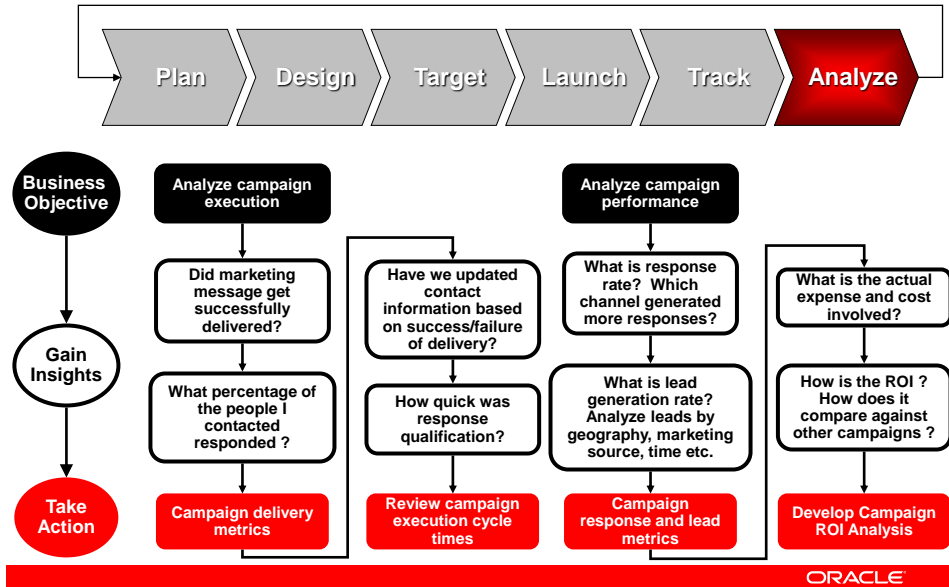 Plan
Design
Target
Launch
Track
Analyze
Business
Objective
Gain
Insights
Take
Action
Analyze campaign
execution
Did marketing
message get
successfully
delivered?
What percentage of
the people I
contacted
responded ?
Campaign delivery
metrics
Have we updated
contact
information based
on success/failure
of delivery?
How quick was
response
qualification?
Review campaign
execution cycle
times
Analyze campaign
performance
What is response
rate?  Which
channel generated
more responses?
What is lead
generation rate?
Analyze leads by
geography, marketing
source, time etc.
Campaign
response and lead
metrics
What is the actual
expense and cost
involved?
How is the ROI ?
How does it
compare against
other campaigns ?
Develop Campaign
ROI Analysis
ORACLE